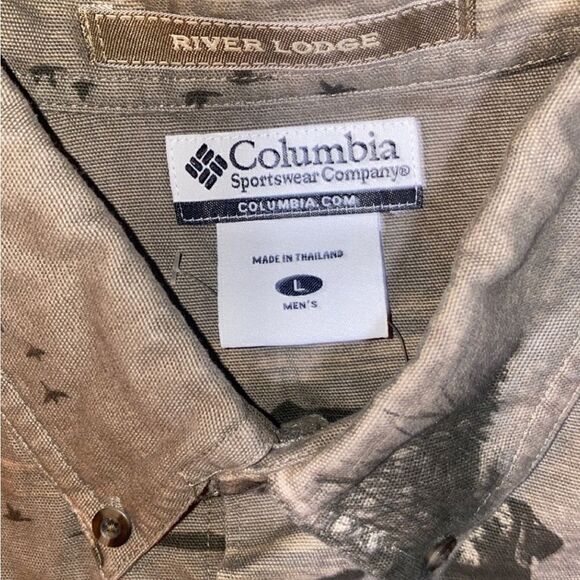 RIVER LODGE
Columbia
Sportswear Company®
COLUMBIA.COM
MADE IN THAILAND
L
MEN'S